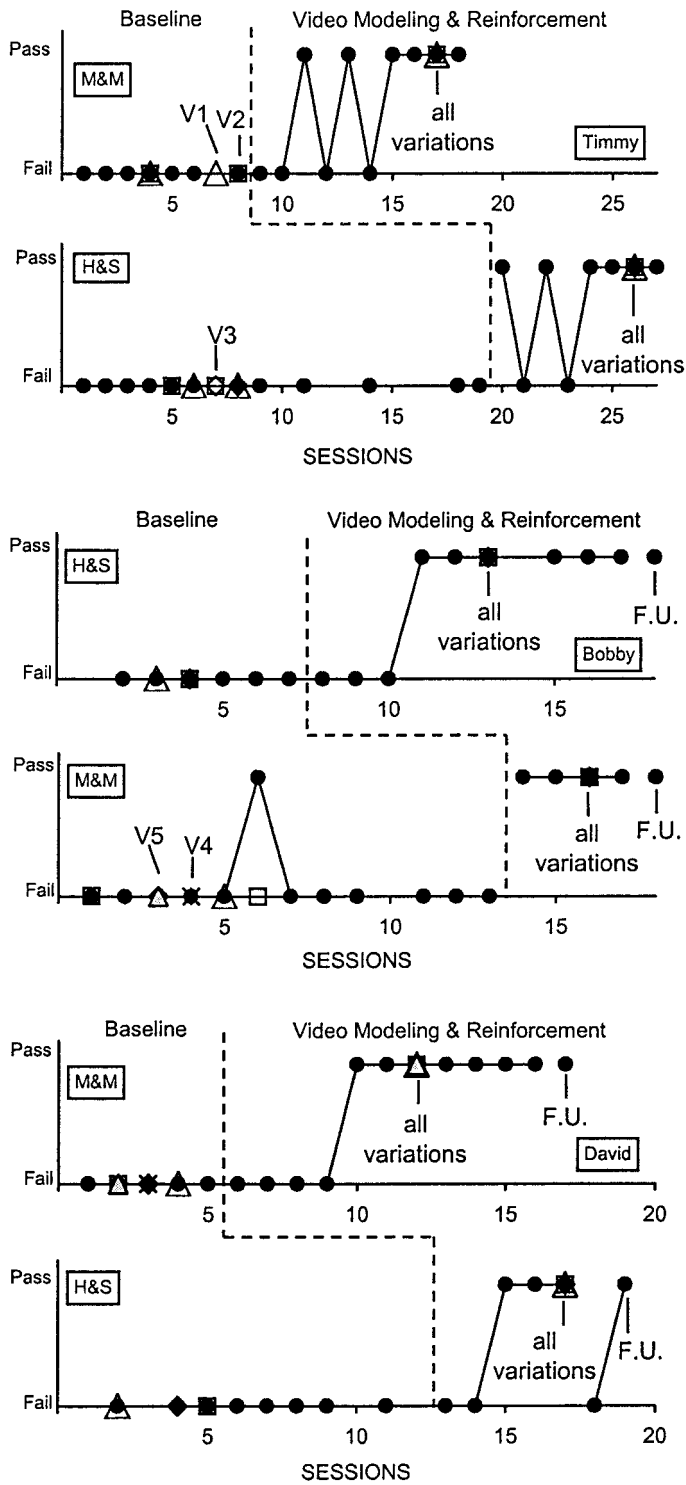 Baseline Video Modeling & Reinforcement
Pass
M&M
V1
V2
all
variations
Timmy
Fail
5 10 15 20 25
Pass
H&S
V3
all
variations
Fail
5 10 15 20 25
SESSIONS
Baseline Video Modeling & Reinforcement
Pass
H&S
all
variations
F.U.
Bobby
Fail
5 10 15
Pass
M&M
V5
V4
all
variations
F.U.
Fail
5 10 15
SESSIONS
Baseline Video Modeling & Reinforcement
Pass
M&M
all
variations
F.U.
David
Fail
5 10 15 20
Pass
H&S
all
variations
F.U.
Fail
5 10 15 20
SESSIONS